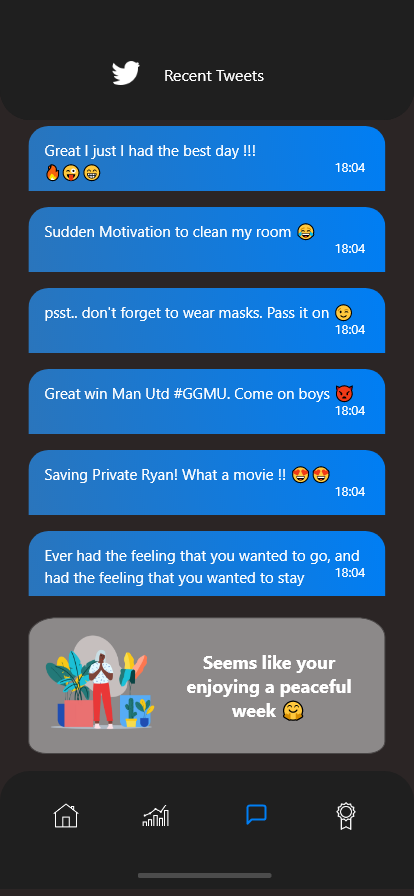 Recent Tweets
Great I just I had the best day !!!
🔥😜😁
18:04
Sudden Motivation to clean my room 😂
18:04
psst.. don't forget to wear masks. Pass it on 😉
18:04
Great win Man Utd #GGMU. Come on boys 👿
18:04
Saving Private Ryan! What a movie !! 😍😍
18:04
Ever had the feeling that you wanted to go, and
had the feeling that you wanted to stay
18:04
Seems like your
enjoying a peaceful
week 🤗